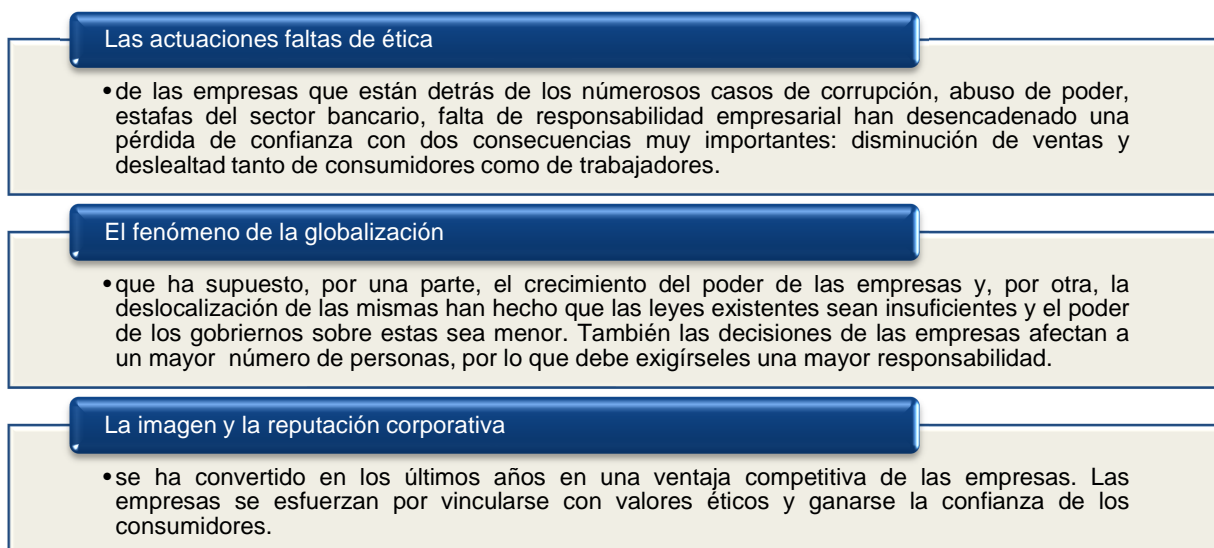 Las actuaciones faltas de ética
•de las empresas que están detrás de los númerosos casos de corrupción, abuso de poder,
estafas del sector bancario, falta de responsabilidad empresarial han desencadenado una
pérdida de confianza con dos consecuencias muy importantes: disminución de ventas y
deslealtad tanto de consumidores como de trabajadores.
El fenómeno de la globalización
•que ha supuesto, por una parte, el crecimiento del poder de las empresas y, por otra, la
deslocalización de las mismas han hecho que las leyes existentes sean insuficientes y el poder
de los gobriernos sobre estas sea menor. También las decisiones de las empresas afectan a
un mayor número de personas, por lo que debe exigírseles una mayor responsabilidad.
La imagen y la reputación corporativa
•se ha convertido en los últimos años en una ventaja competitiva de las empresas. Las
empresas se esfuerzan por vincularse con valores éticos y ganarse la confianza de los
consumidores.